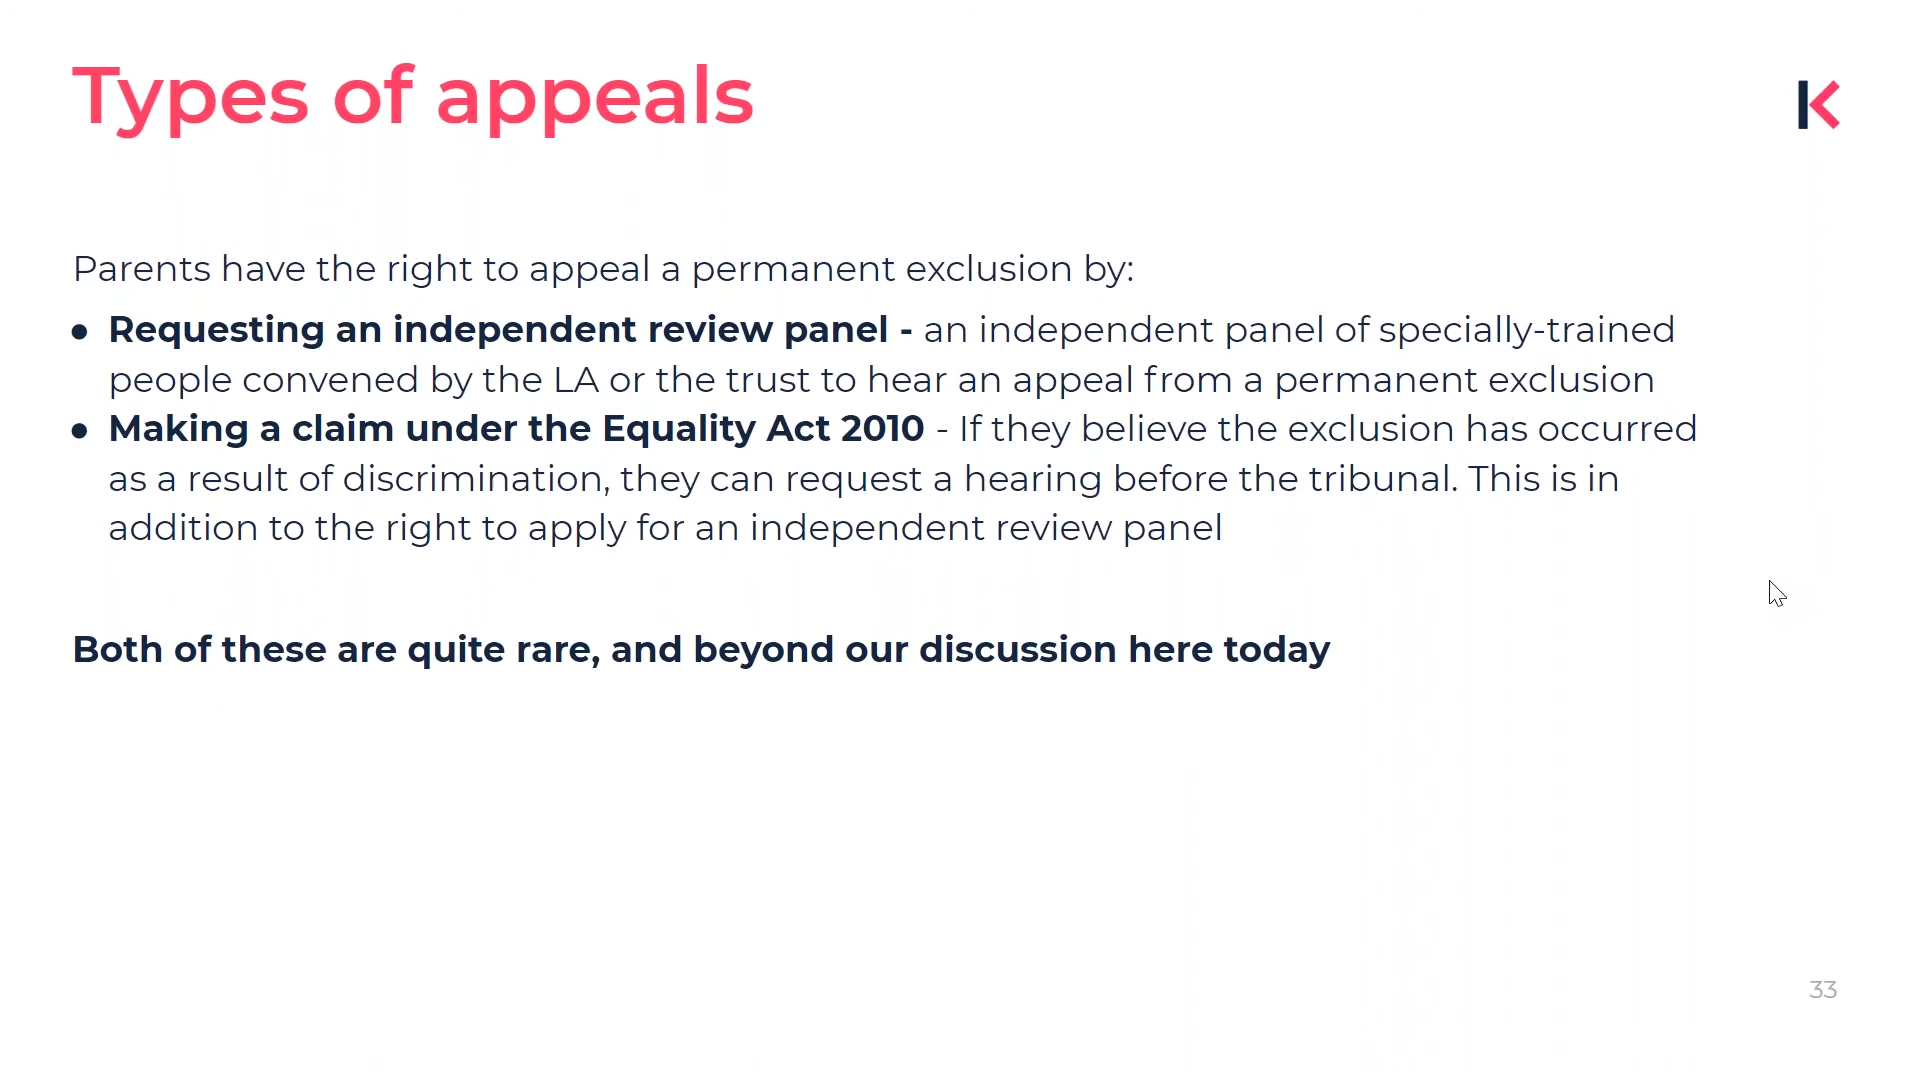 Types of appeals
Parents have the right to appeal a permanent exclusion by:
● Requesting an independent review panel - an independent panel of specially-trained
people convened by the LA or the trust to hear an appeal from a permanent exclusion
● Making a claim under the Equality Act 2010 - If they believe the exclusion has occurred
as a result of discrimination, they can request a hearing before the tribunal. This is in
addition to the right to apply for an independent review panel
Both of these are quite rare, and beyond our discussion here today
33